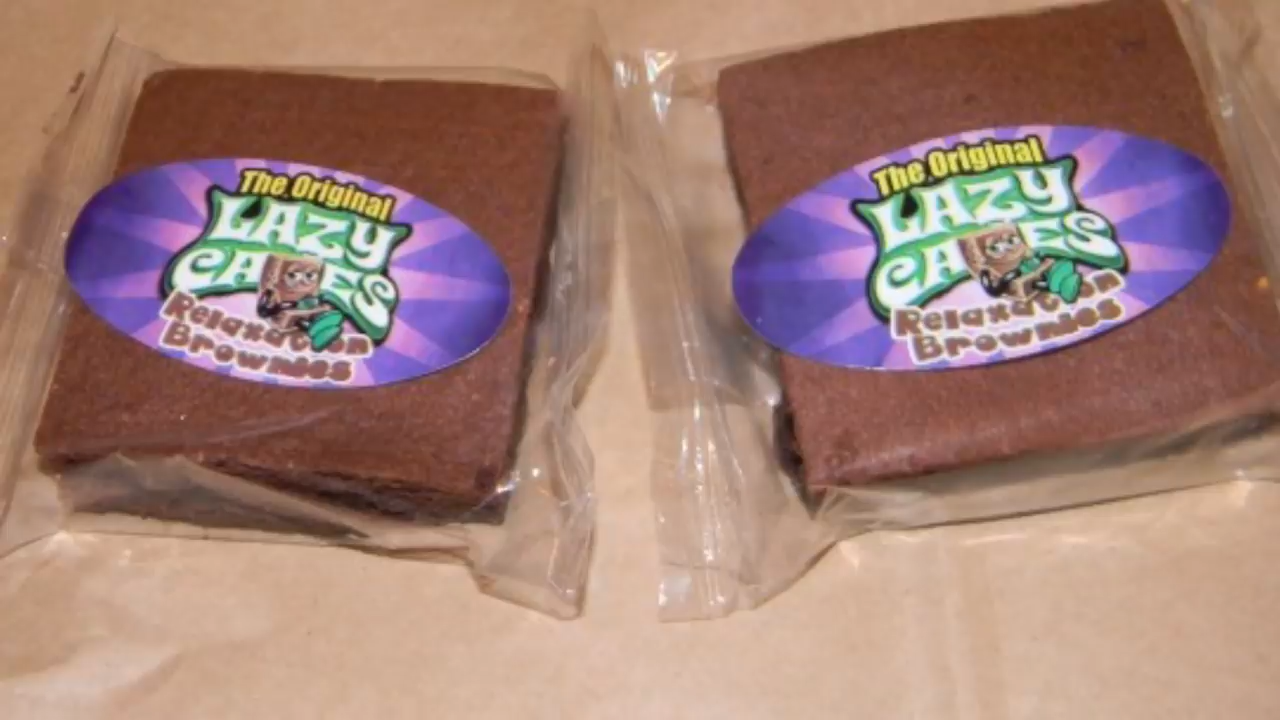 The Original
LAZY
CAKES
Relaxation
Brownies
The Original
LAZY
CAKES
Relaxation
Brownies